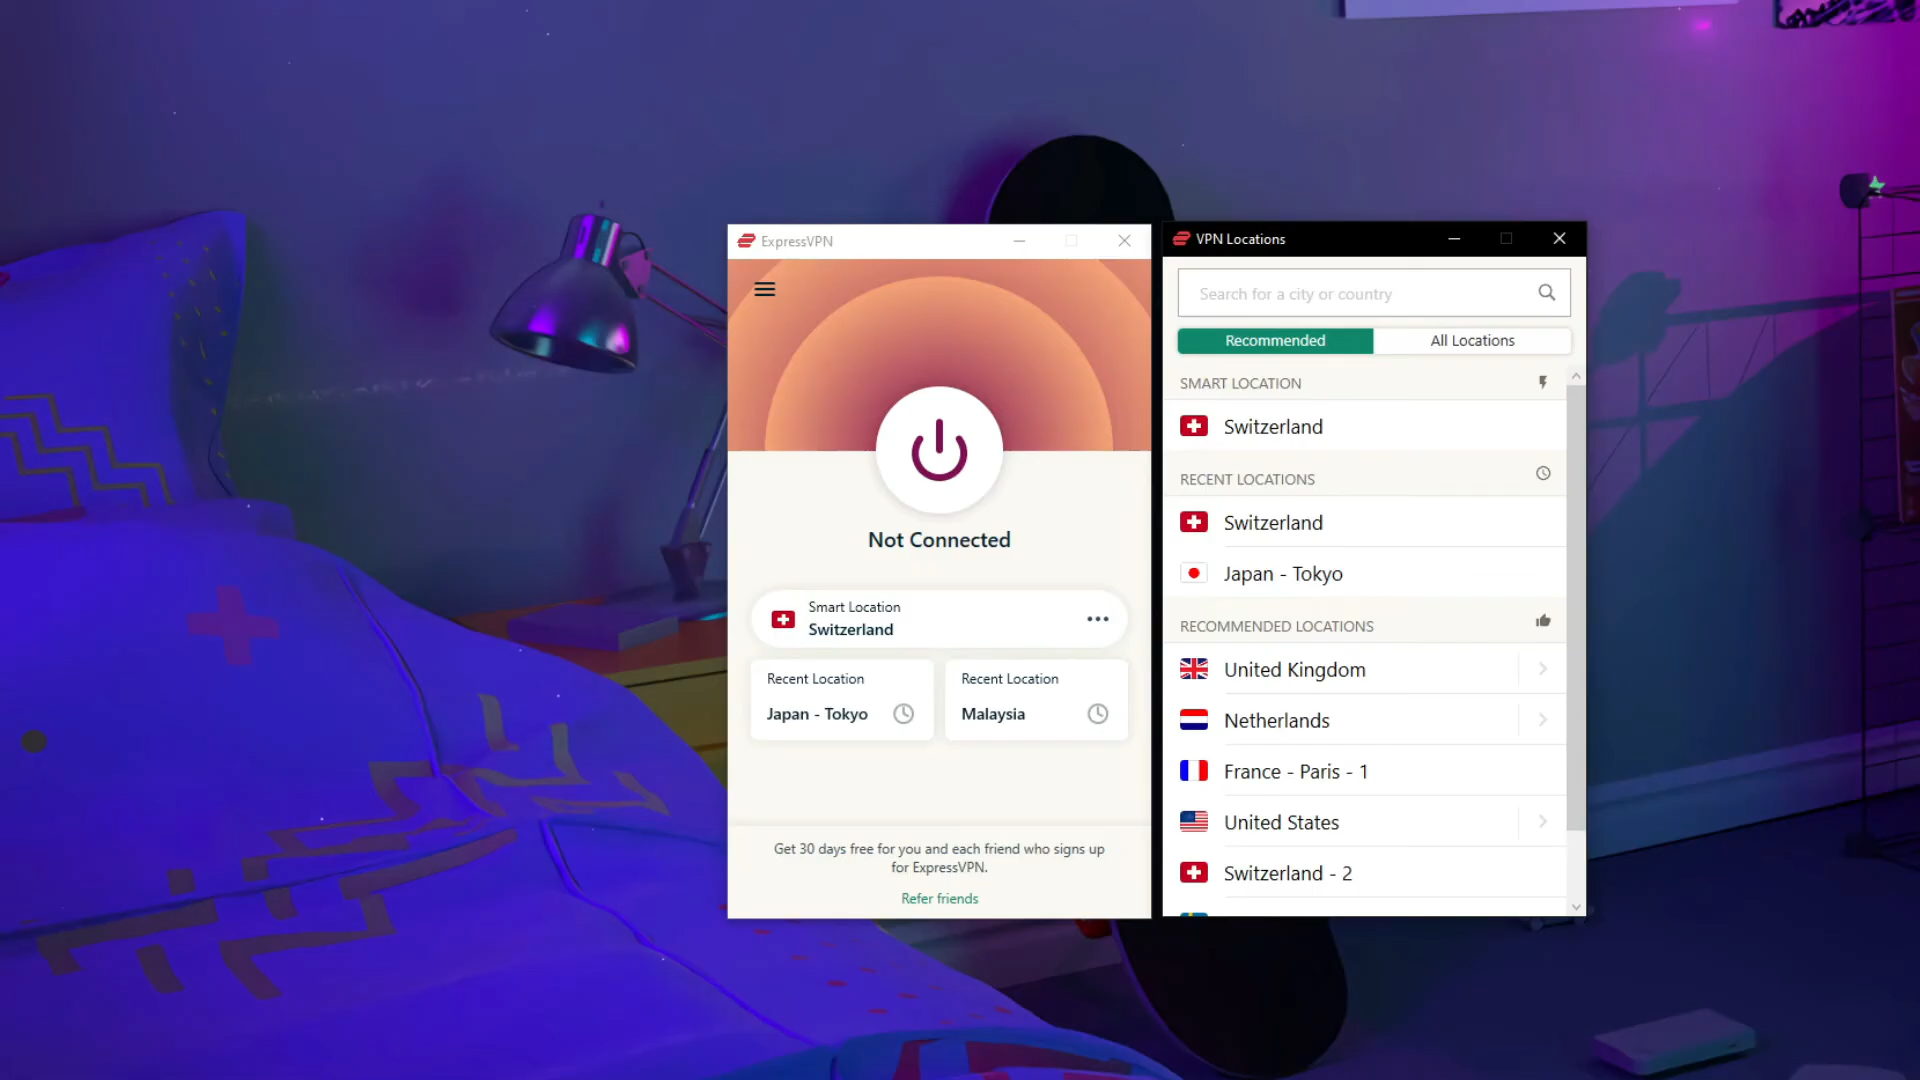 ExpressVPN
Not Connected
Smart Location
Switzerland
Recent Location
Japan - Tokyo
Recent Location
Malaysia
Get 30 days free for you and each friend who signs up
for ExpressVPN.
Refer friends
VPN Locations
Search for a city or country
Recommended
All Locations
SMART LOCATION
Switzerland
RECENT LOCATIONS
Switzerland
Japan - Tokyo
RECOMMENDED LOCATIONS
United Kingdom
Netherlands
France - Paris - 1
United States
Switzerland - 2